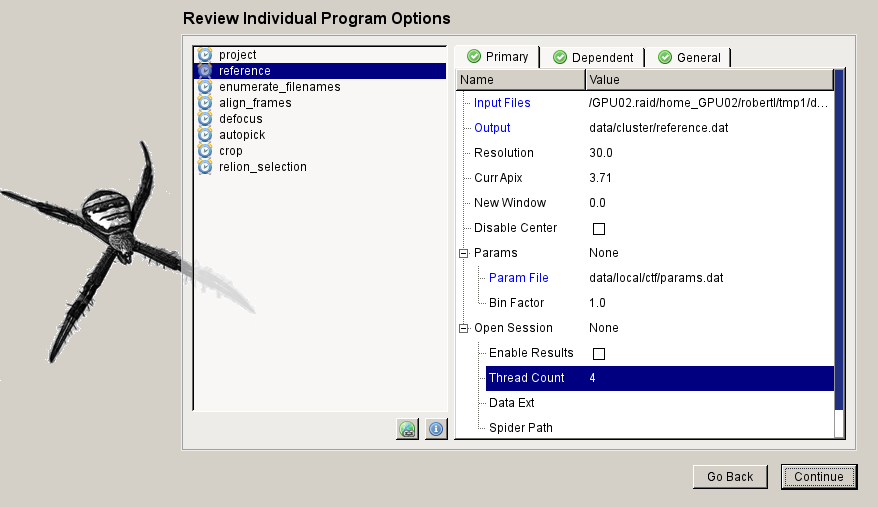 Review Individual Program Options
project
reference
enumerate_filenames
align_frames
defocus
autopick
crop
relion_selection
Primary Dependent General
Name Value
Input Files /GPU02.raid/home_GPU02/robertl/tmp1/d...
Output data/cluster/reference.dat
Resolution 30.0
Curr Apix 3.71
New Window 0.0
Disable Center
Params None
Param File data/local/ctf/params.dat
Bin Factor 1.0
Open Session None
Enable Results
Thread Count 4
Data Ext
Spider Path
Go Back Continue